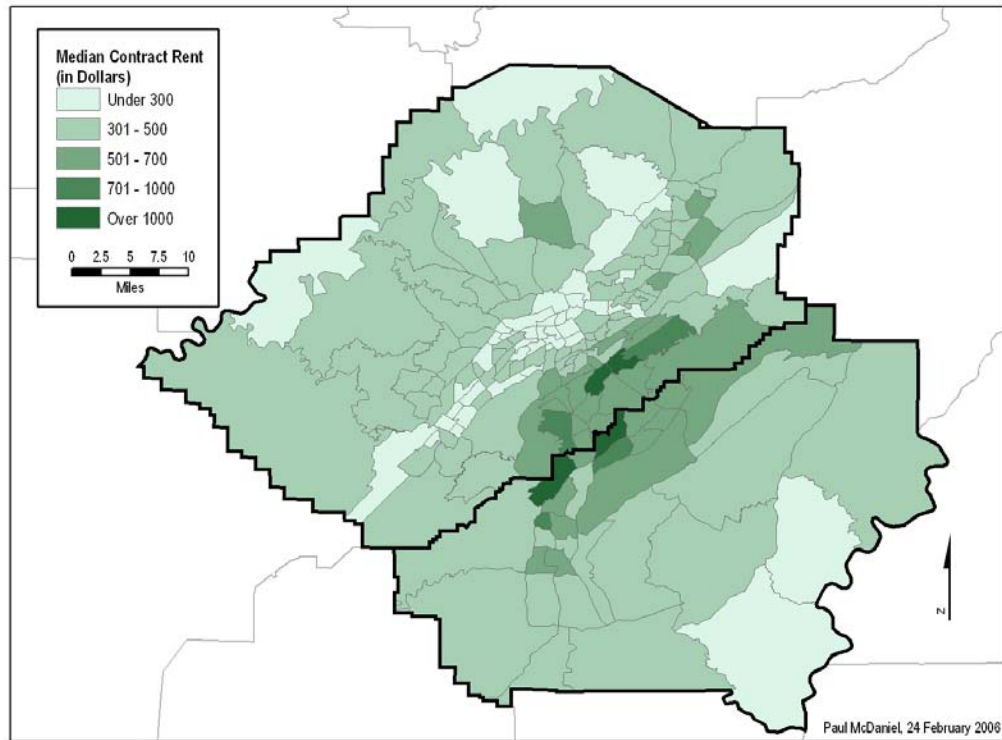 Median Contract Rent
(in Dollars)
Under 300
301 - 500
501 - 700
701 - 1000
Over 1000
0 2.5 5 7.5 10
Miles
N
Paul McDaniel, 24 February 2006